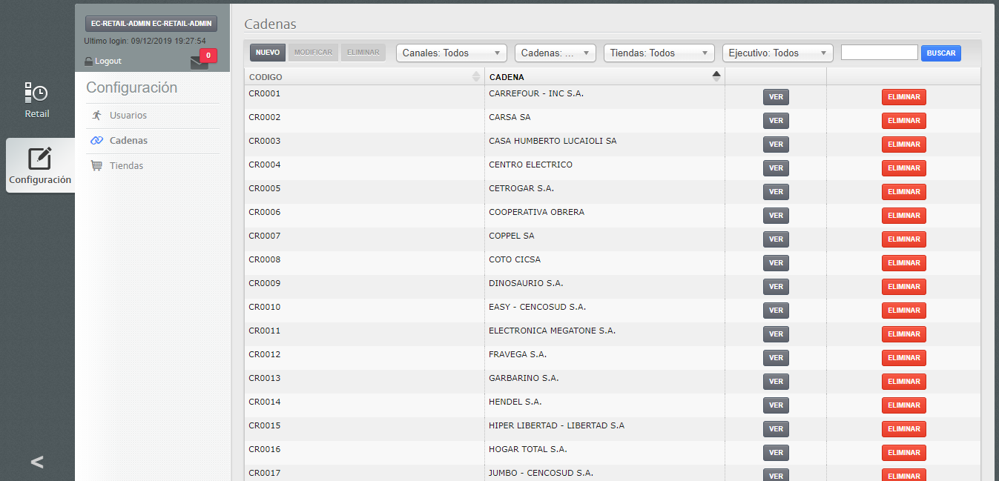 EC-RETAIL-ADMIN EC-RETAIL-ADMIN
Ultimo login: 09/12/2019 19:27:54
Logout
0
Retail
Configuración
<
Configuración
Usuarios
Cadenas
Tiendas
Cadenas
NUEVO MODIFICAR ELIMINAR Canales: Todos Cadenas: ... Tiendas: Todos Ejecutivo: Todos BUSCAR
CODIGO CADENA
CR0001 CARREFOUR - INC S.A. VER ELIMINAR
CR0002 CARSA SA VER ELIMINAR
CR0003 CASA HUMBERTO LUCAIOLI SA VER ELIMINAR
CR0004 CENTRO ELECTRICO VER ELIMINAR
CR0005 CETROGAR S.A. VER ELIMINAR
CR0006 COOPERATIVA OBRERA VER ELIMINAR
CR0007 COPPEL SA VER ELIMINAR
CR0008 COTO CICSA VER ELIMINAR
CR0009 DINOSAURIO S.A. VER ELIMINAR
CR0010 EASY - CENCOSUD S.A. VER ELIMINAR
CR0011 ELECTRONICA MEGATONE S.A. VER ELIMINAR
CR0012 FRAVEGA S.A. VER ELIMINAR
CR0013 GARBARINO S.A. VER ELIMINAR
CR0014 HENDEL S.A. VER ELIMINAR
CR0015 HIPER LIBERTAD - LIBERTAD S.A VER ELIMINAR
CR0016 HOGAR TOTAL S.A. VER ELIMINAR
CR0017 JUMBO - CENCOSUD S.A. VER ELIMINAR